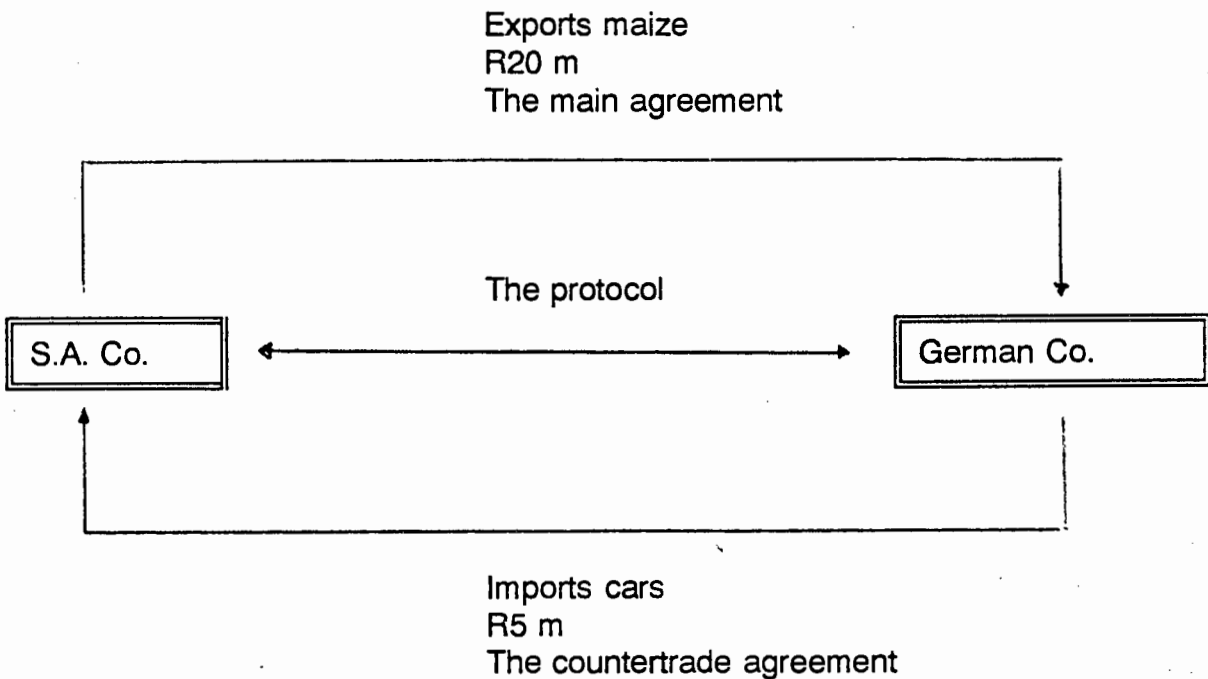 Exports maize
R20 m
The main agreement
The protocol
S.A. Co.
German Co.
Imports cars
R5 m
The countertrade agreement